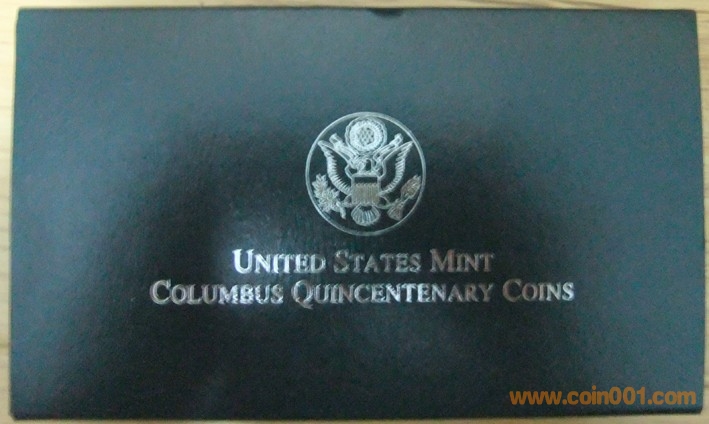 UNITED STATES MINT
COLUMBUS QUINCENTENARY COINS
www.coin001.com